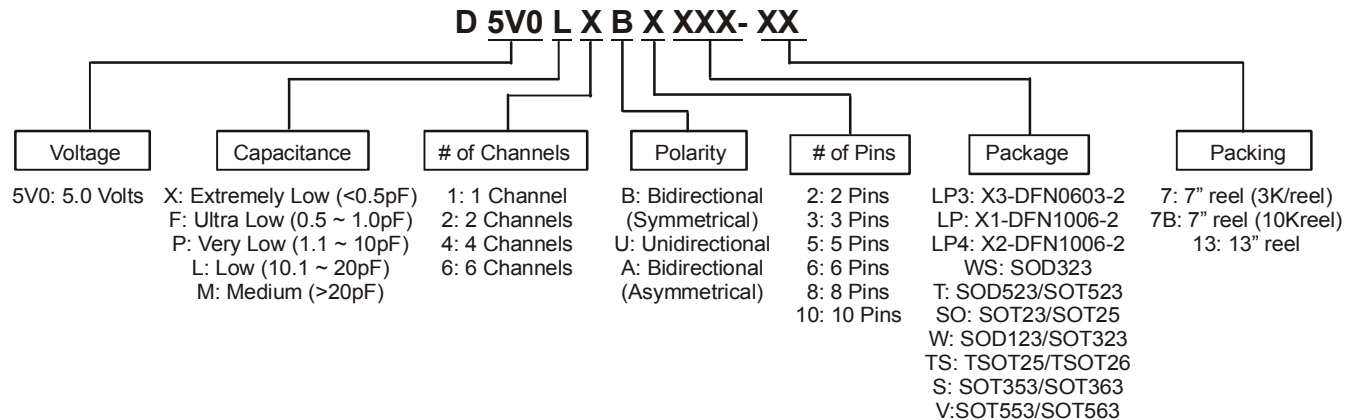 D 5V0 L X B X XXX- XX
Voltage
5V0: 5.0 Volts
Capacitance
X: Extremely Low (<0.5pF)
F: Ultra Low (0.5 ~ 1.0pF)
P: Very Low (1.1 ~ 10pF)
L: Low (10.1 ~ 20pF)
M: Medium (>20pF)
# of Channels
1: 1 Channel
2: 2 Channels
4: 4 Channels
6: 6 Channels
Polarity
B: Bidirectional
(Symmetrical)
U: Unidirectional
A: Bidirectional
(Asymmetrical)
# of Pins
2: 2 Pins
3: 3 Pins
5: 5 Pins
6: 6 Pins
8: 8 Pins
10: 10 Pins
Package
LP3: X3-DFN0603-2
LP: X1-DFN1006-2
LP4: X2-DFN1006-2
WS: SOD323
T: SOD523/SOT523
SO: SOT23/SOT25
W: SOD123/SOT323
TS: TSOT25/TSOT26
S: SOT353/SOT363
V:SOT553/SOT563
Packing
7: 7” reel (3K/reel)
7B: 7” reel (10Kreel)
13: 13” reel